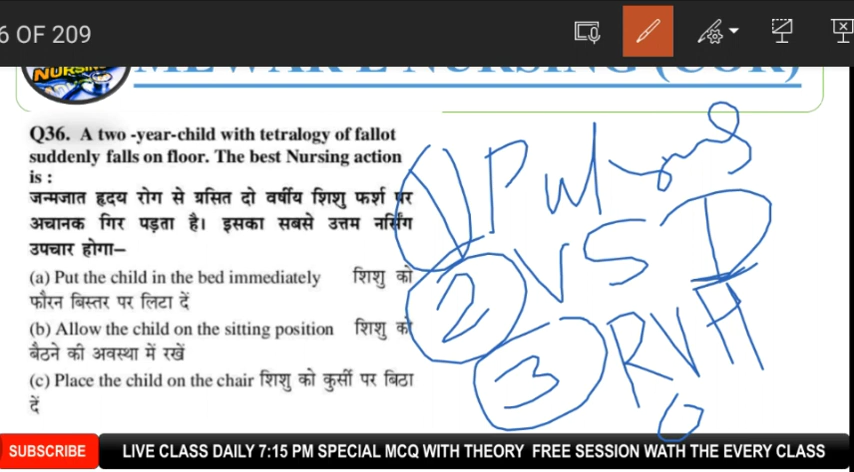 6 OF 209
NURSING
MEWAR E NURSING (COR)
Q36. A two -year-child with tetralogy of fallot
suddenly falls on floor. The best Nursing action
is :
जन्मजात हृदय रोग से ग्रसित दो वर्षीय शिशु फर्श पर
अचानक गिर पड़ता है। इसका सबसे उत्तम नर्सिंग
उपचार होगा–
(a) Put the child in the bed immediately शिशु को
फौरन बिस्तर पर लिटा दें
(b) Allow the child on the sitting position शिशु को
बैठने की अवस्था में रखें
(c) Place the child on the chair शिशु को कुर्सी पर बिठा
दें
1) Pul
2 VSD
3 RVH
SUBSCRIBE
LIVE CLASS DAILY 7:15 PM SPECIAL MCQ WITH THEORY FREE SESSION WATH THE EVERY CLASS